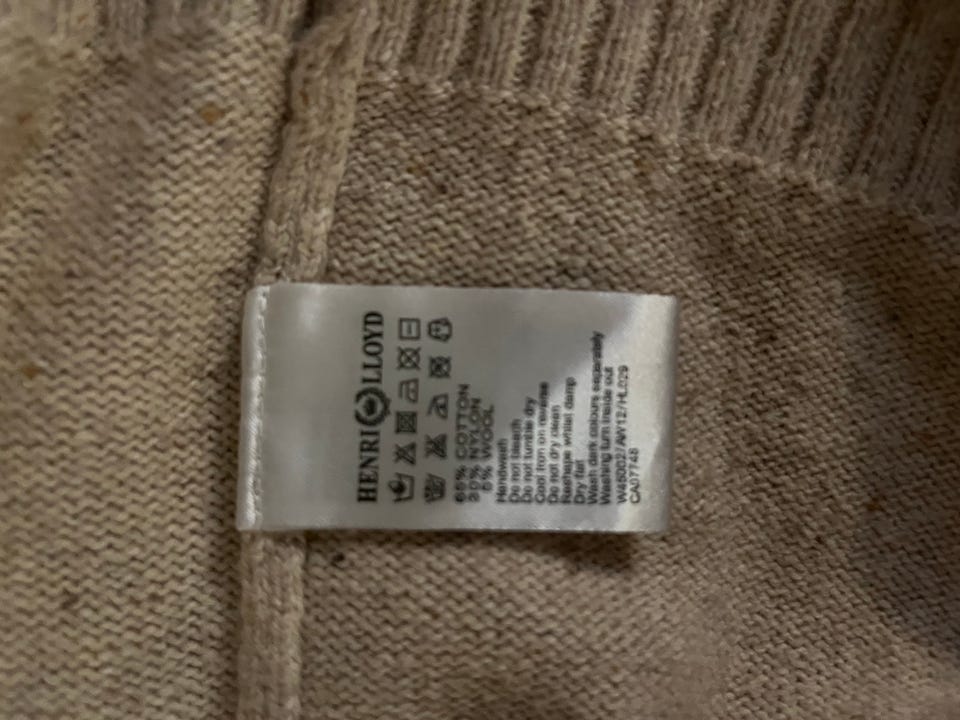 HENRI LLOYD
65% COTTON
30% NYLON
5% WOOL
Handwash
Do not bleach
Do not tumble dry
Cool iron on reverse
Do not dry clean
Reshape whilst damp
Dry flat
Wash dark colours separately
Washing turn inside out
W45002/AW12/HL029
CA07748